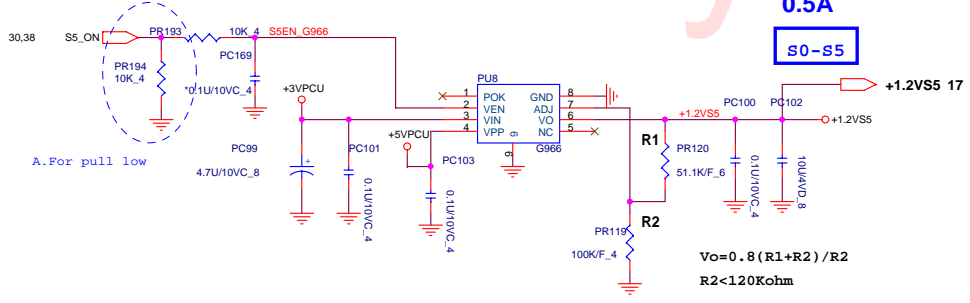 0.5A
S0-S5
30,38 S5_ON PR193 10K_4 S5EN_G966
PR194
10K_4
PC169
*0.1U/10VC_4
A.For pull low
+3VPCU
PC99
4.7U/10VC_8
PC101
0.1U/10VC_4
+5VPCU
PC103
0.1U/10VC_4
PU8
1 POK GND 8
2 VEN ADJ 7
3 VIN VO 6
4 VPP NC 5
9
9
G966
+1.2VS5
R1
PR120
51.1K/F_6
R2
PR119
100K/F_4
PC100
0.1U/10VC_4
PC102
10U/4VD_8
+1.2VS5 17
+1.2VS5
Vo=0.8(R1+R2)/R2
R2<120Kohm